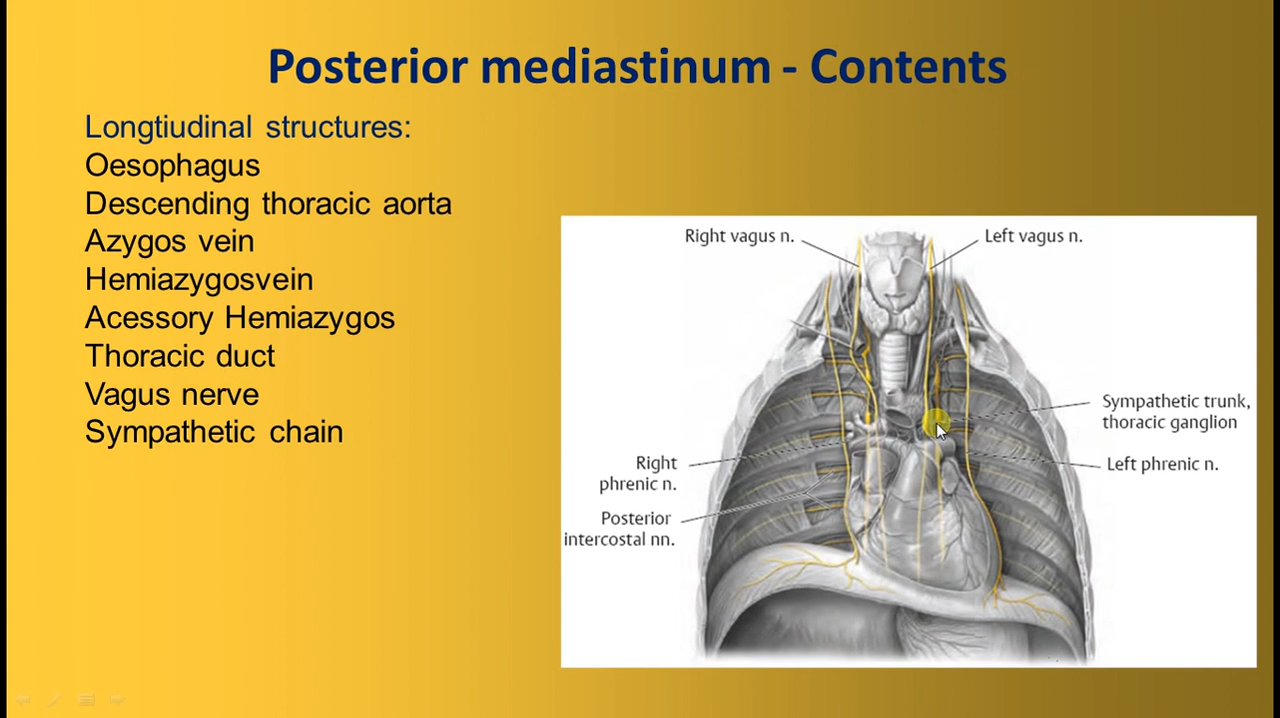 Posterior mediastinum - Contents
Longtiudinal structures:
Oesophagus
Descending thoracic aorta
Azygos vein
Hemiazygosvein
Acessory Hemiazygos
Thoracic duct
Vagus nerve
Sympathetic chain
Right vagus n.
Left vagus n.
Sympathetic trunk,
thoracic ganglion
Right
phrenic n.
Left phrenic n.
Posterior
intercostal nn.